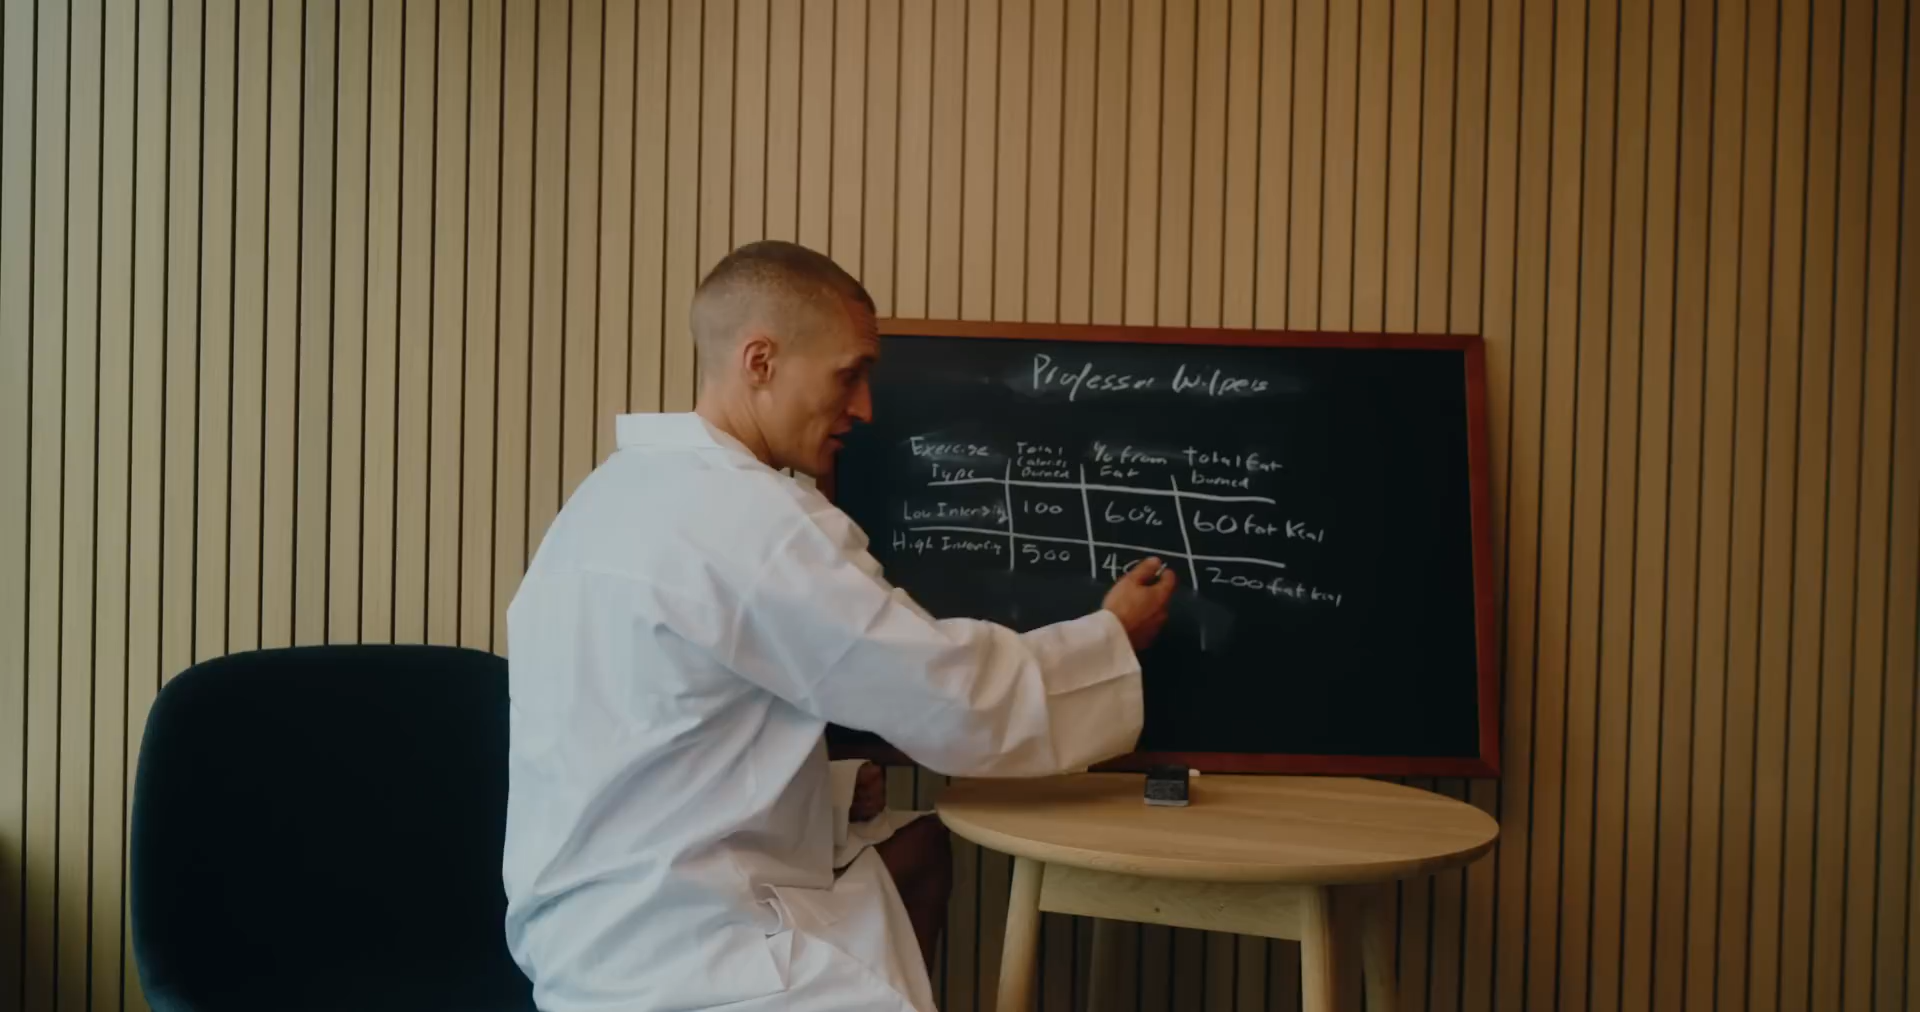 Professor Wilpers
Exercise Type | Total Calories Burned | % from Fat | total Fat burned
Low Intensity | 100 | 60% | 60 fat Kcal
High Intensity | 500 | 40% | 200 fat kcal